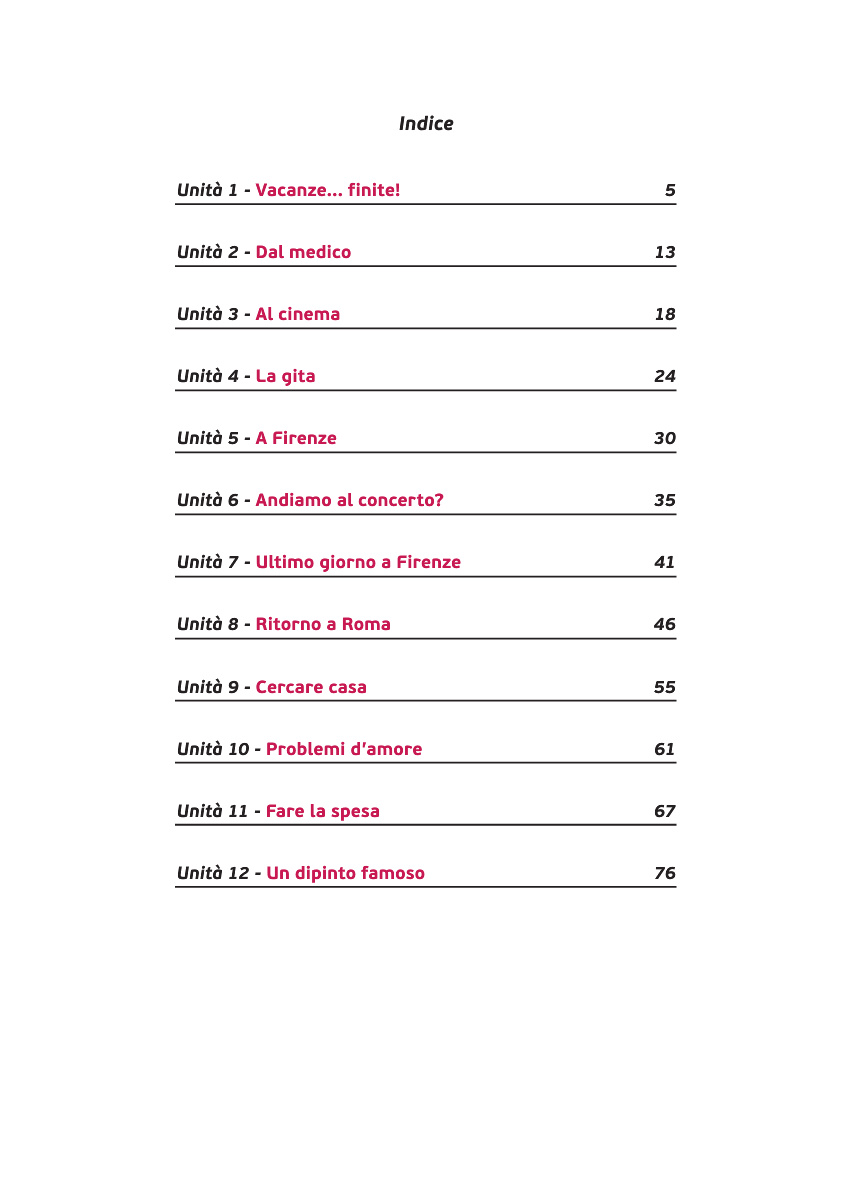 Indice
Unità 1 - Vacanze... finite! 5
Unità 2 - Dal medico 13
Unità 3 - Al cinema 18
Unità 4 - La gita 24
Unità 5 - A Firenze 30
Unità 6 - Andiamo al concerto? 35
Unità 7 - Ultimo giorno a Firenze 41
Unità 8 - Ritorno a Roma 46
Unità 9 - Cercare casa 55
Unità 10 - Problemi d'amore 61
Unità 11 - Fare la spesa 67
Unità 12 - Un dipinto famoso 76